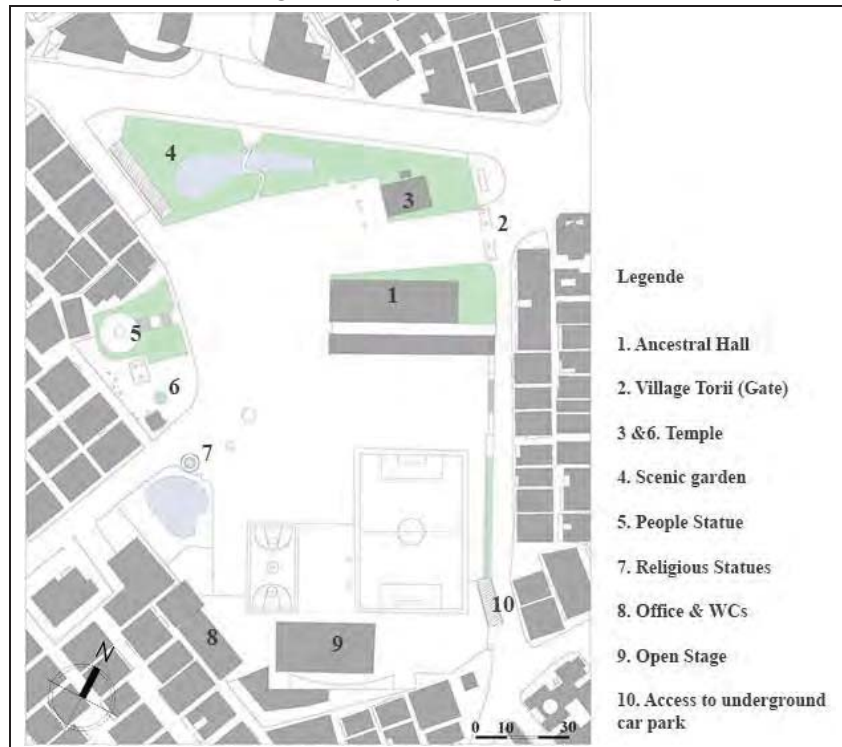 4
3
2
1
5
6
7
10
8
9
N
0 10 30
Legende
1. Ancestral Hall
2. Village Torii (Gate)
3 &6. Temple
4. Scenic garden
5. People Statue
7. Religious Statues
8. Office & WCs
9. Open Stage
10. Access to underground
car park